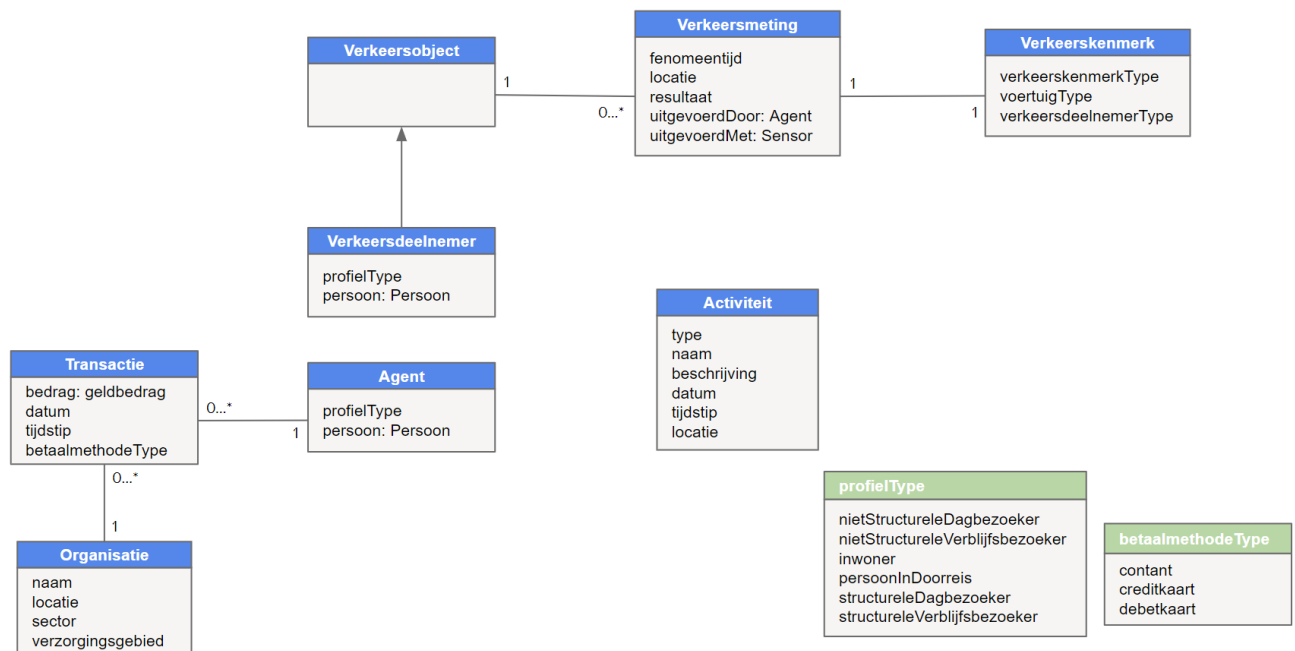 Verkeersobject
1
0...*
Verkeersmeting
fenomeentijd
locatie
resultaat
uitgevoerdDoor: Agent
uitgevoerdMet: Sensor
1
1
Verkeerskenmerk
verkeerskenmerkType
voertuigType
verkeersdeelnemerType
Verkeersdeelnemer
profielType
persoon: Persoon
Activiteit
type
naam
beschrijving
datum
tijdstip
locatie
Transactie
bedrag: geldbedrag
datum
tijdstip
betaalmethodeType
0...*
1
Agent
profielType
persoon: Persoon
0...*
1
Organisatie
naam
locatie
sector
verzorgingsgebied
profielType
nietStructureleDagbezoeker
nietStructureleVerblijfsbezoeker
inwoner
persoonInDoorreis
structureleDagbezoeker
structureleVerblijfsbezoeker
betaalmethodeType
contant
creditkaart
debetkaart